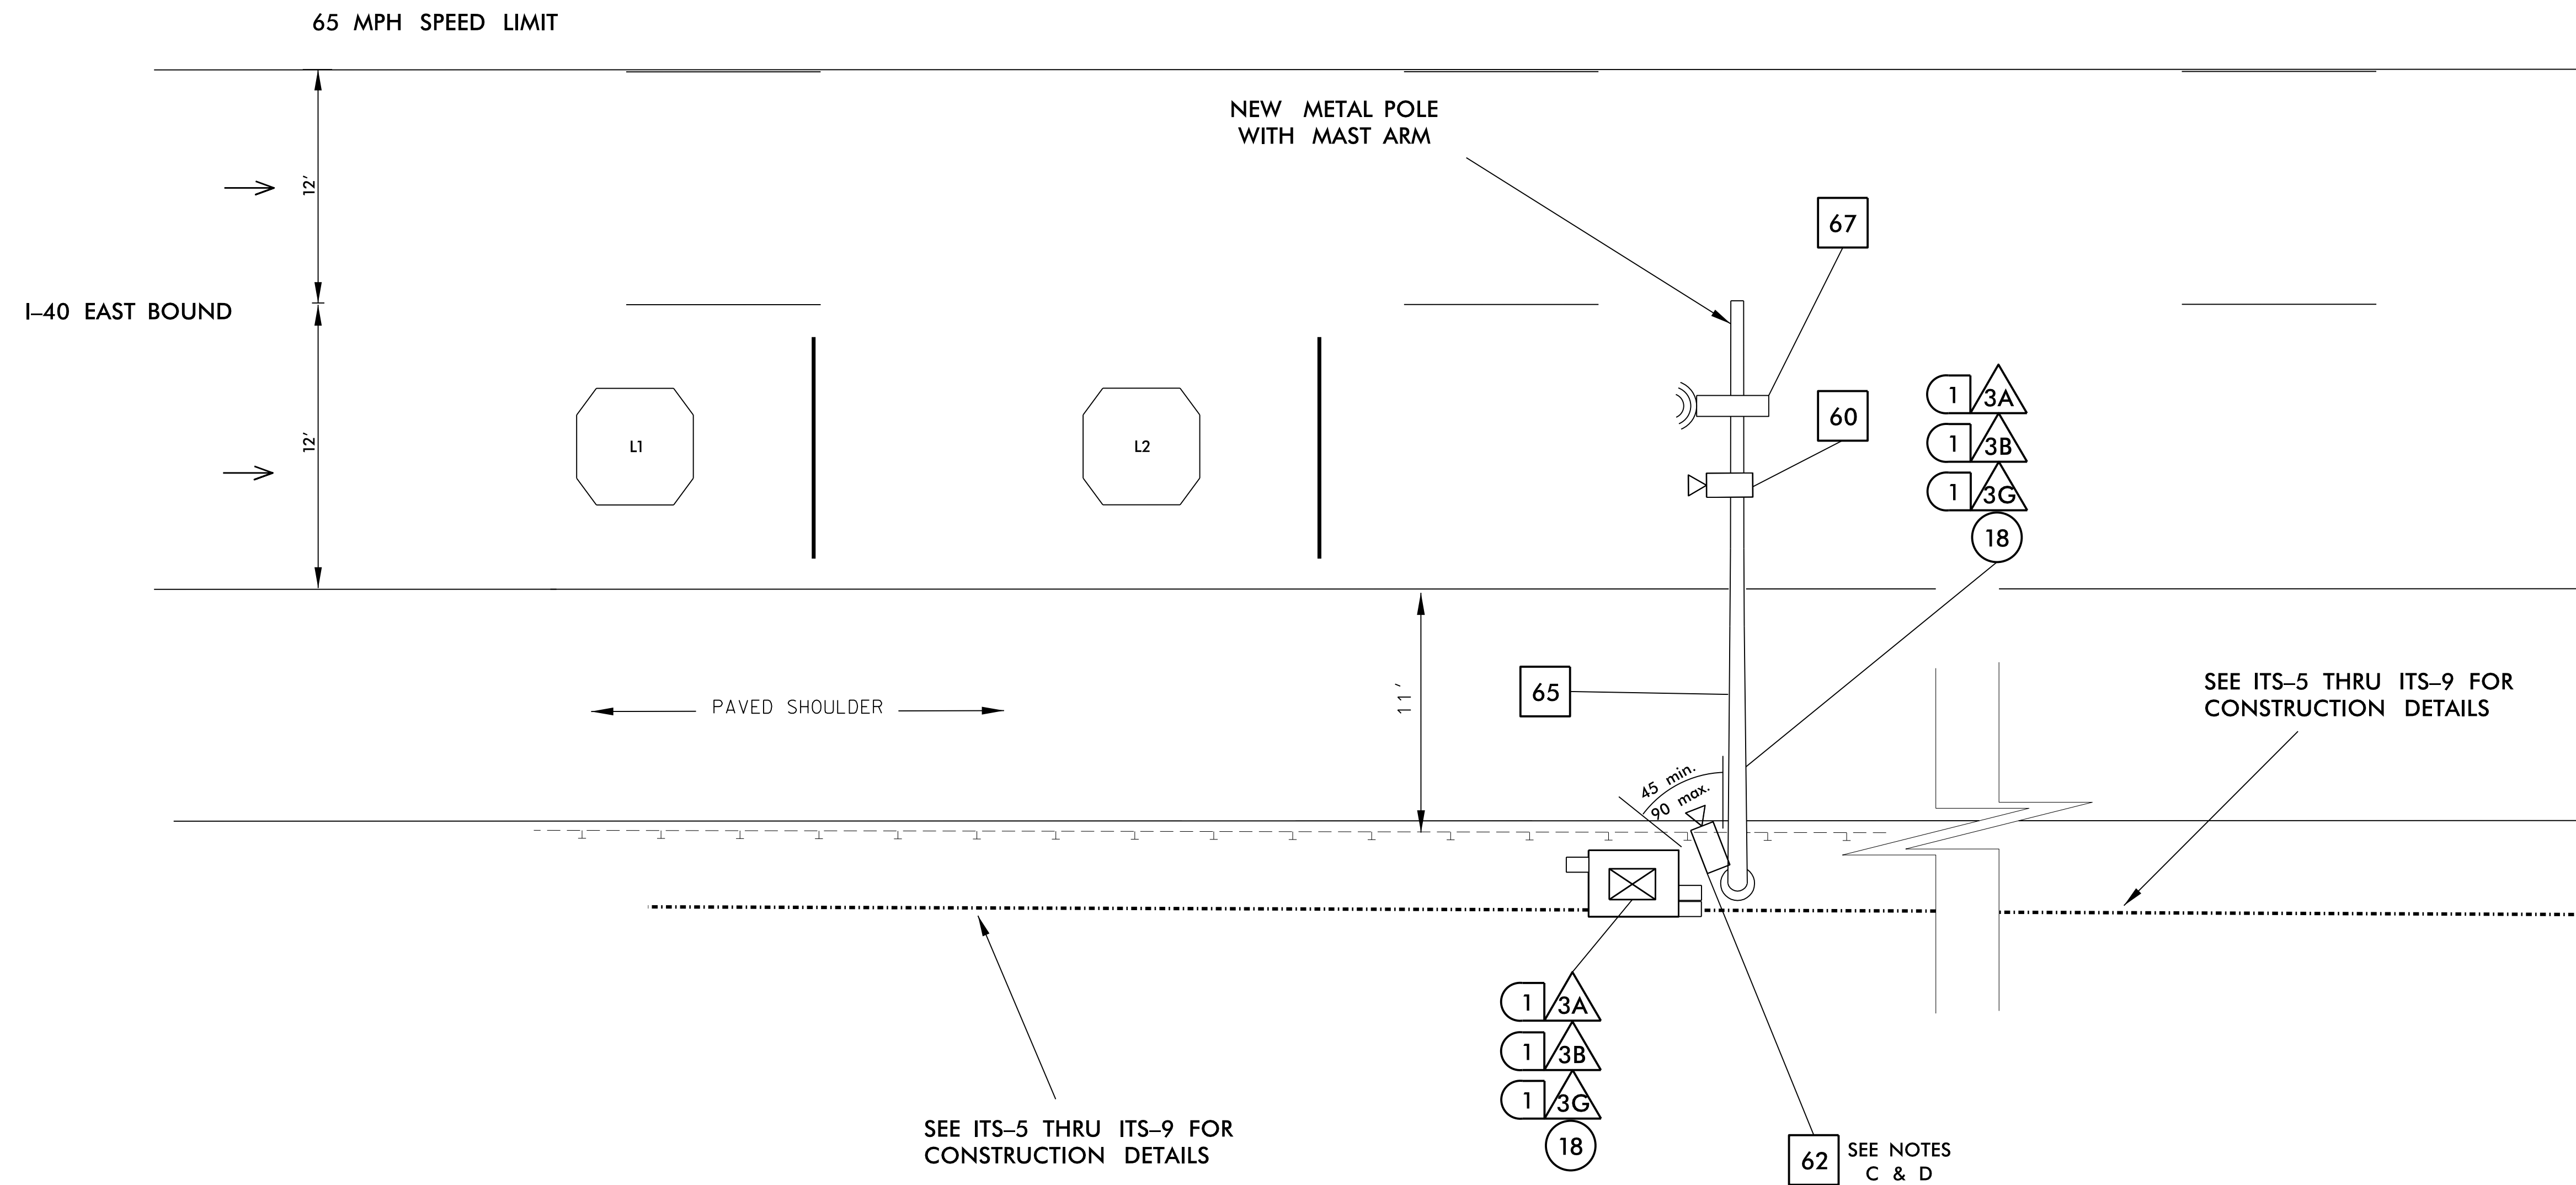 65 MPH SPEED LIMIT
NEW METAL POLE
WITH MAST ARM
12'
67
I–40 EAST BOUND
60
1 3A
1 3B
1 3G
18
12'
L1
L2
65
11'
PAVED SHOULDER
SEE ITS–5 THRU ITS–9 FOR
CONSTRUCTION DETAILS
45 min.
90 max.
1 3A
1 3B
1 3G
18
SEE ITS–5 THRU ITS–9 FOR
CONSTRUCTION DETAILS
62
SEE NOTES
C & D